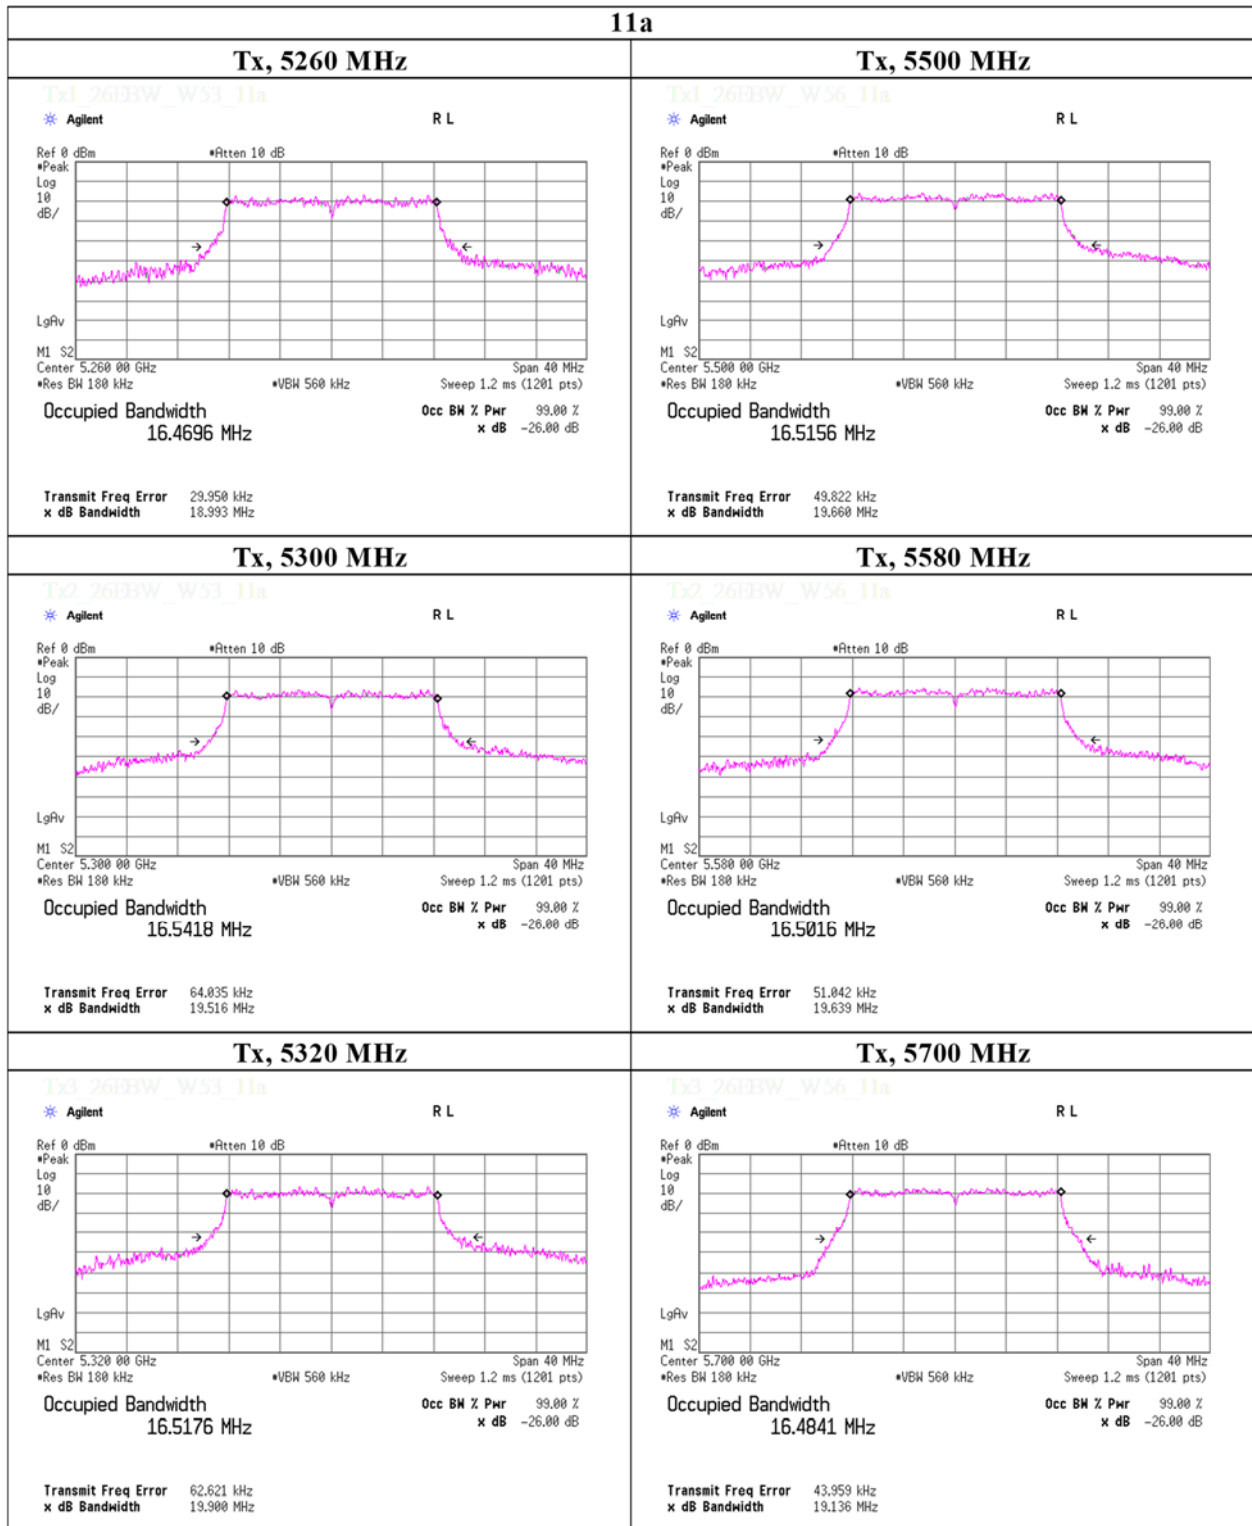 11a
Tx, 5260 MHz
Tx1_26EBW_W53_11a
Agilent R L
Ref 0 dBm *Atten 10 dB
*Peak
Log
10
dB/
LgAv
M1 S2
Center 5.260 00 GHz Span 40 MHz
*Res BW 180 kHz *VBW 560 kHz Sweep 1.2 ms (1201 pts)
Occupied Bandwidth Occ BW % Pwr 99.00 %
16.4696 MHz x dB -26.00 dB
Transmit Freq Error 29.950 kHz
x dB Bandwidth 18.993 MHz
Tx, 5500 MHz
Tx1_26EBW_W56_11a
Agilent R L
Ref 0 dBm *Atten 10 dB
*Peak
Log
10
dB/
LgAv
M1 S2
Center 5.500 00 GHz Span 40 MHz
*Res BW 180 kHz *VBW 560 kHz Sweep 1.2 ms (1201 pts)
Occupied Bandwidth Occ BW % Pwr 99.00 %
16.5156 MHz x dB -26.00 dB
Transmit Freq Error 49.822 kHz
x dB Bandwidth 19.660 MHz
Tx, 5300 MHz
Tx2_26EBW_W53_11a
Agilent R L
Ref 0 dBm *Atten 10 dB
*Peak
Log
10
dB/
LgAv
M1 S2
Center 5.300 00 GHz Span 40 MHz
*Res BW 180 kHz *VBW 560 kHz Sweep 1.2 ms (1201 pts)
Occupied Bandwidth Occ BW % Pwr 99.00 %
16.5418 MHz x dB -26.00 dB
Transmit Freq Error 64.035 kHz
x dB Bandwidth 19.516 MHz
Tx, 5580 MHz
Tx2_26EBW_W56_11a
Agilent R L
Ref 0 dBm *Atten 10 dB
*Peak
Log
10
dB/
LgAv
M1 S2
Center 5.580 00 GHz Span 40 MHz
*Res BW 180 kHz *VBW 560 kHz Sweep 1.2 ms (1201 pts)
Occupied Bandwidth Occ BW % Pwr 99.00 %
16.5016 MHz x dB -26.00 dB
Transmit Freq Error 51.042 kHz
x dB Bandwidth 19.639 MHz
Tx, 5320 MHz
Tx3_26EBW_W53_11a
Agilent R L
Ref 0 dBm *Atten 10 dB
*Peak
Log
10
dB/
LgAv
M1 S2
Center 5.320 00 GHz Span 40 MHz
*Res BW 180 kHz *VBW 560 kHz Sweep 1.2 ms (1201 pts)
Occupied Bandwidth Occ BW % Pwr 99.00 %
16.5176 MHz x dB -26.00 dB
Transmit Freq Error 62.621 kHz
x dB Bandwidth 19.900 MHz
Tx, 5700 MHz
Tx3_26EBW_W56_11a
Agilent R L
Ref 0 dBm *Atten 10 dB
*Peak
Log
10
dB/
LgAv
M1 S2
Center 5.700 00 GHz Span 40 MHz
*Res BW 180 kHz *VBW 560 kHz Sweep 1.2 ms (1201 pts)
Occupied Bandwidth Occ BW % Pwr 99.00 %
16.4841 MHz x dB -26.00 dB
Transmit Freq Error 43.959 kHz
x dB Bandwidth 19.136 MHz